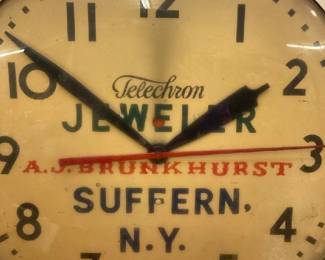 11 12 1
10 2
Telechron
JEWELER
9 3
A.J. BRUNKHURST
SUFFERN,
8 4
N.Y.